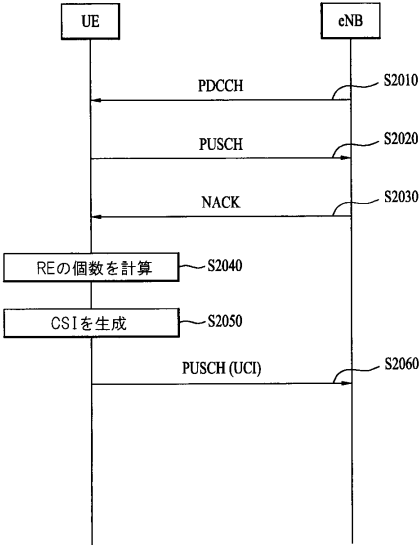 UE
eNB
PDCCH
S2010
PUSCH
S2020
NACK
S2030
REの個数を計算
S2040
CSIを生成
S2050
PUSCH (UCI)
S2060